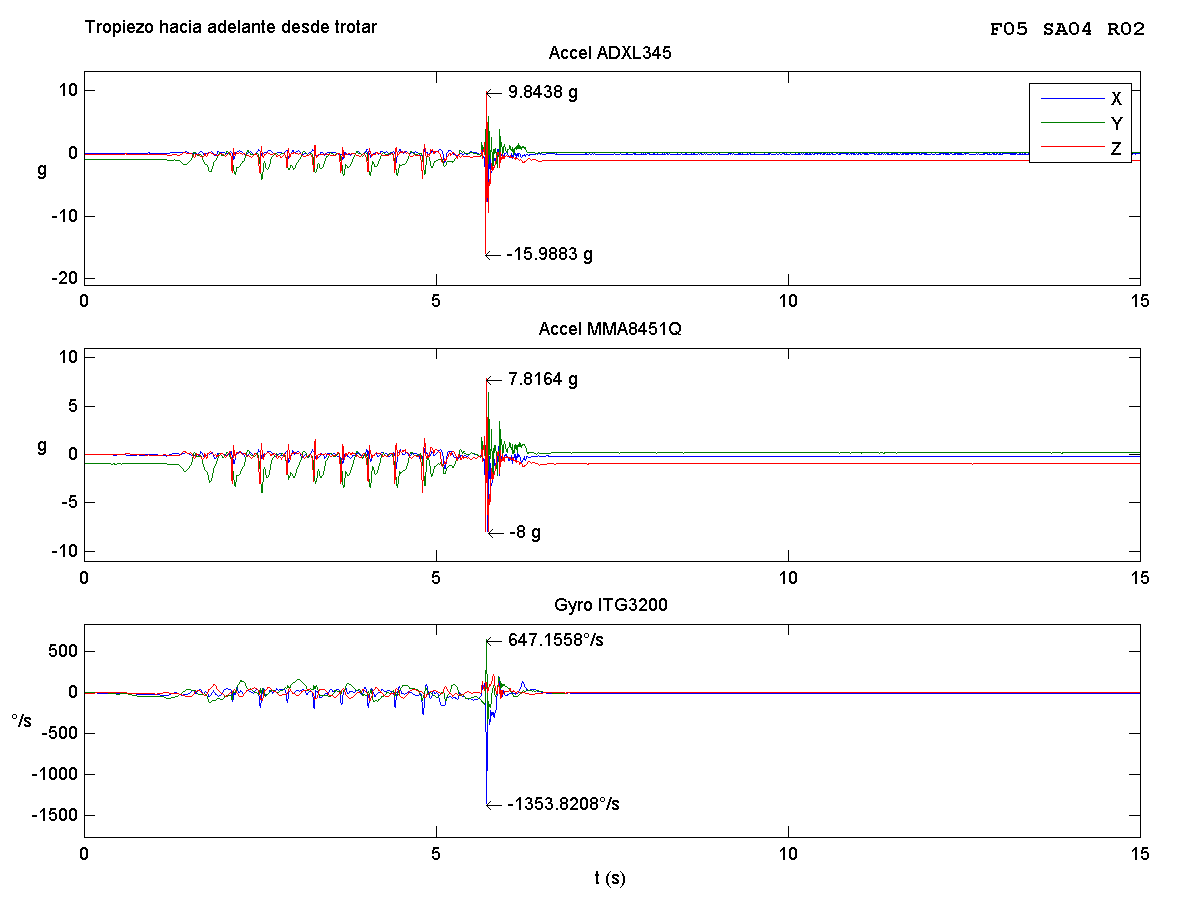 Tropiezo hacia adelante desde trotar
F05 SA04 R02
Accel ADXL345
10
0
-10
-20
g
9.8438 g
-15.9883 g
X
Y
Z
0 5 10 15
Accel MMA8451Q
10
5
0
-5
-10
g
7.8164 g
-8 g
0 5 10 15
Gyro ITG3200
500
0
-500
-1000
-1500
°/s
647.1558°/s
-1353.8208°/s
0 5 10 15
t (s)